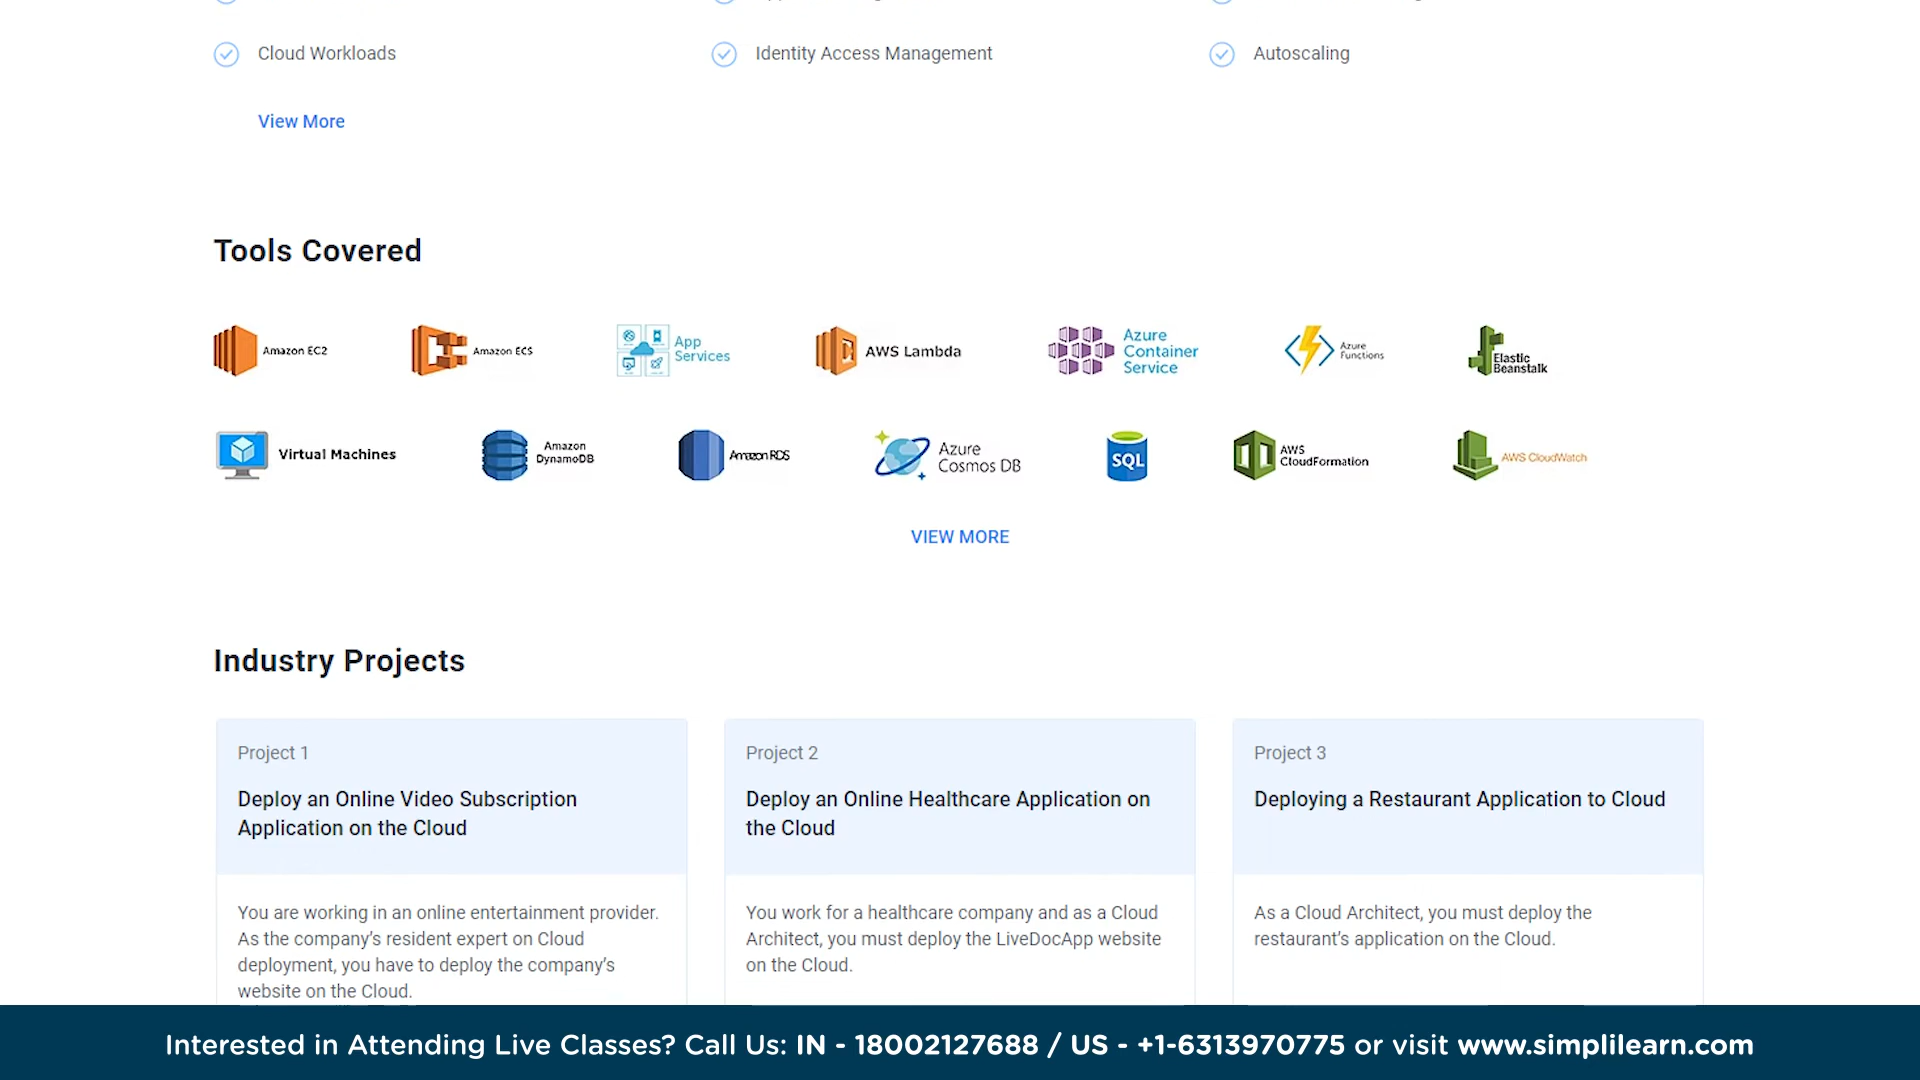 Cloud Workloads
Identity Access Management
Autoscaling
View More
Tools Covered
Amazon EC2
Amazon ECS
App
Services
AWS Lambda
Azure
Container
Service
Azure
Functions
Elastic
Beanstalk
Virtual Machines
Amazon
DynamoDB
Amazon RDS
Azure
Cosmos DB
SQL
AWS
CloudFormation
AWS CloudWatch
VIEW MORE
Industry Projects
Project 1
Deploy an Online Video Subscription
Application on the Cloud
You are working in an online entertainment provider.
As the company’s resident expert on Cloud
deployment, you have to deploy the company’s
website on the Cloud.
Project 2
Deploy an Online Healthcare Application on
the Cloud
You work for a healthcare company and as a Cloud
Architect, you must deploy the LiveDocApp website
on the Cloud.
Project 3
Deploying a Restaurant Application to Cloud
As a Cloud Architect, you must deploy the
restaurant’s application on the Cloud.
Interested in Attending Live Classes? Call Us: IN - 18002127688 / US - +1-6313970775 or visit www.simplilearn.com